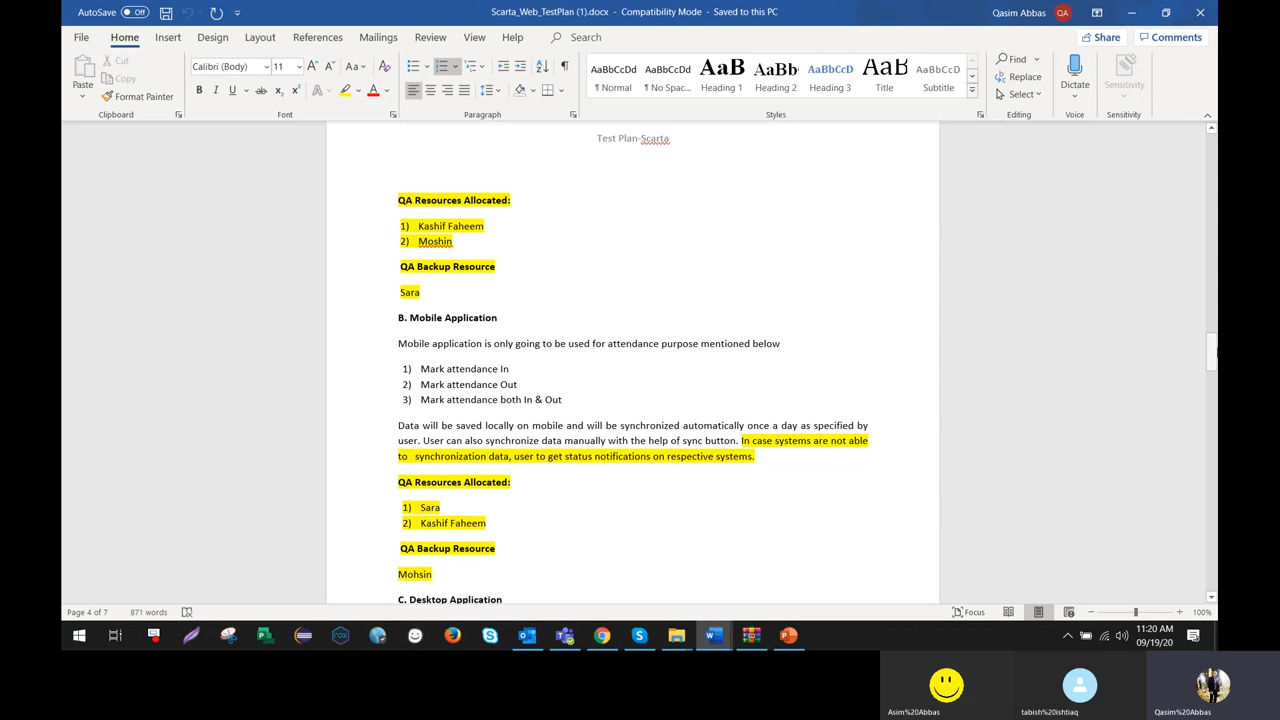 AutoSave Off
Scarta_Web_TestPlan (1).docx - Compatibility Mode - Saved to this PC
Qasim Abbas QA
File Home Insert Design Layout References Mailings Review View Help Search
Share Comments
Paste
Cut
Copy
Format Painter
Clipboard
Calibri (Body) 11
Font
Paragraph
AaBbCcDd AaBbCcDd AaB AaBb AaBbCcD AaB AaBbCcD
¶ Normal ¶ No Spac... Heading 1 Heading 2 Heading 3 Title Subtitle
Styles
Find
Replace
Select
Editing
Dictate
Voice
Sensitivity
Sensitivity
Test Plan-Scarta
QA Resources Allocated:
1) Kashif Faheem
2) Moshin
QA Backup Resource
Sara
B. Mobile Application
Mobile application is only going to be used for attendance purpose mentioned below
1) Mark attendance In
2) Mark attendance Out
3) Mark attendance both In & Out
Data will be saved locally on mobile and will be synchronized automatically once a day as specified by
user. User can also synchronize data manually with the help of sync button. In case systems are not able
to synchronization data, user to get status notifications on respective systems.
QA Resources Allocated:
1) Sara
2) Kashif Faheem
QA Backup Resource
Mohsin
C. Desktop Application
Page 4 of 7 871 words
Focus
100%
11:20 AM
09/19/20
Asim%20Abbas
tabish%20ishtiaq
Qasim%20Abbas